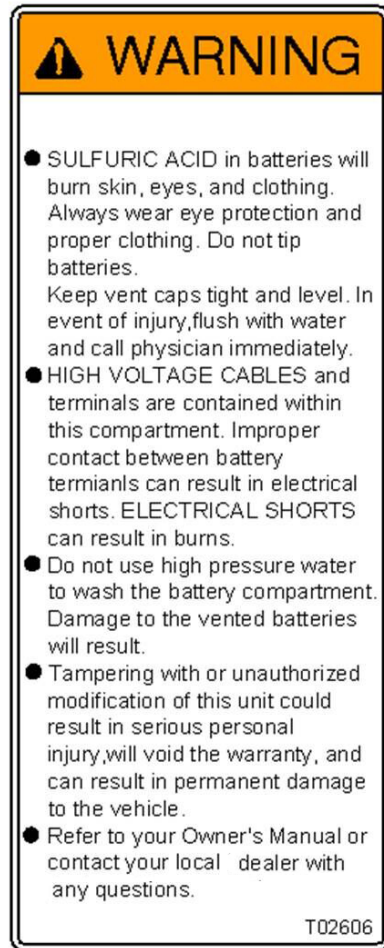 WARNING
● SULFURIC ACID in batteries will
burn skin, eyes, and clothing.
Always wear eye protection and
proper clothing. Do not tip
batteries.
Keep vent caps tight and level. In
event of injury,flush with water
and call physician immediately.
● HIGH VOLTAGE CABLES and
terminals are contained within
this compartment. Improper
contact between battery
termianls can result in electrical
shorts. ELECTRICAL SHORTS
can result in burns.
● Do not use high pressure water
to wash the battery compartment.
Damage to the vented batteries
will result.
● Tampering with or unauthorized
modification of this unit could
result in serious personal
injury,will void the warranty, and
can result in permanent damage
to the vehicle.
● Refer to your Owner's Manual or
contact your local dealer with
any questions.
T02606